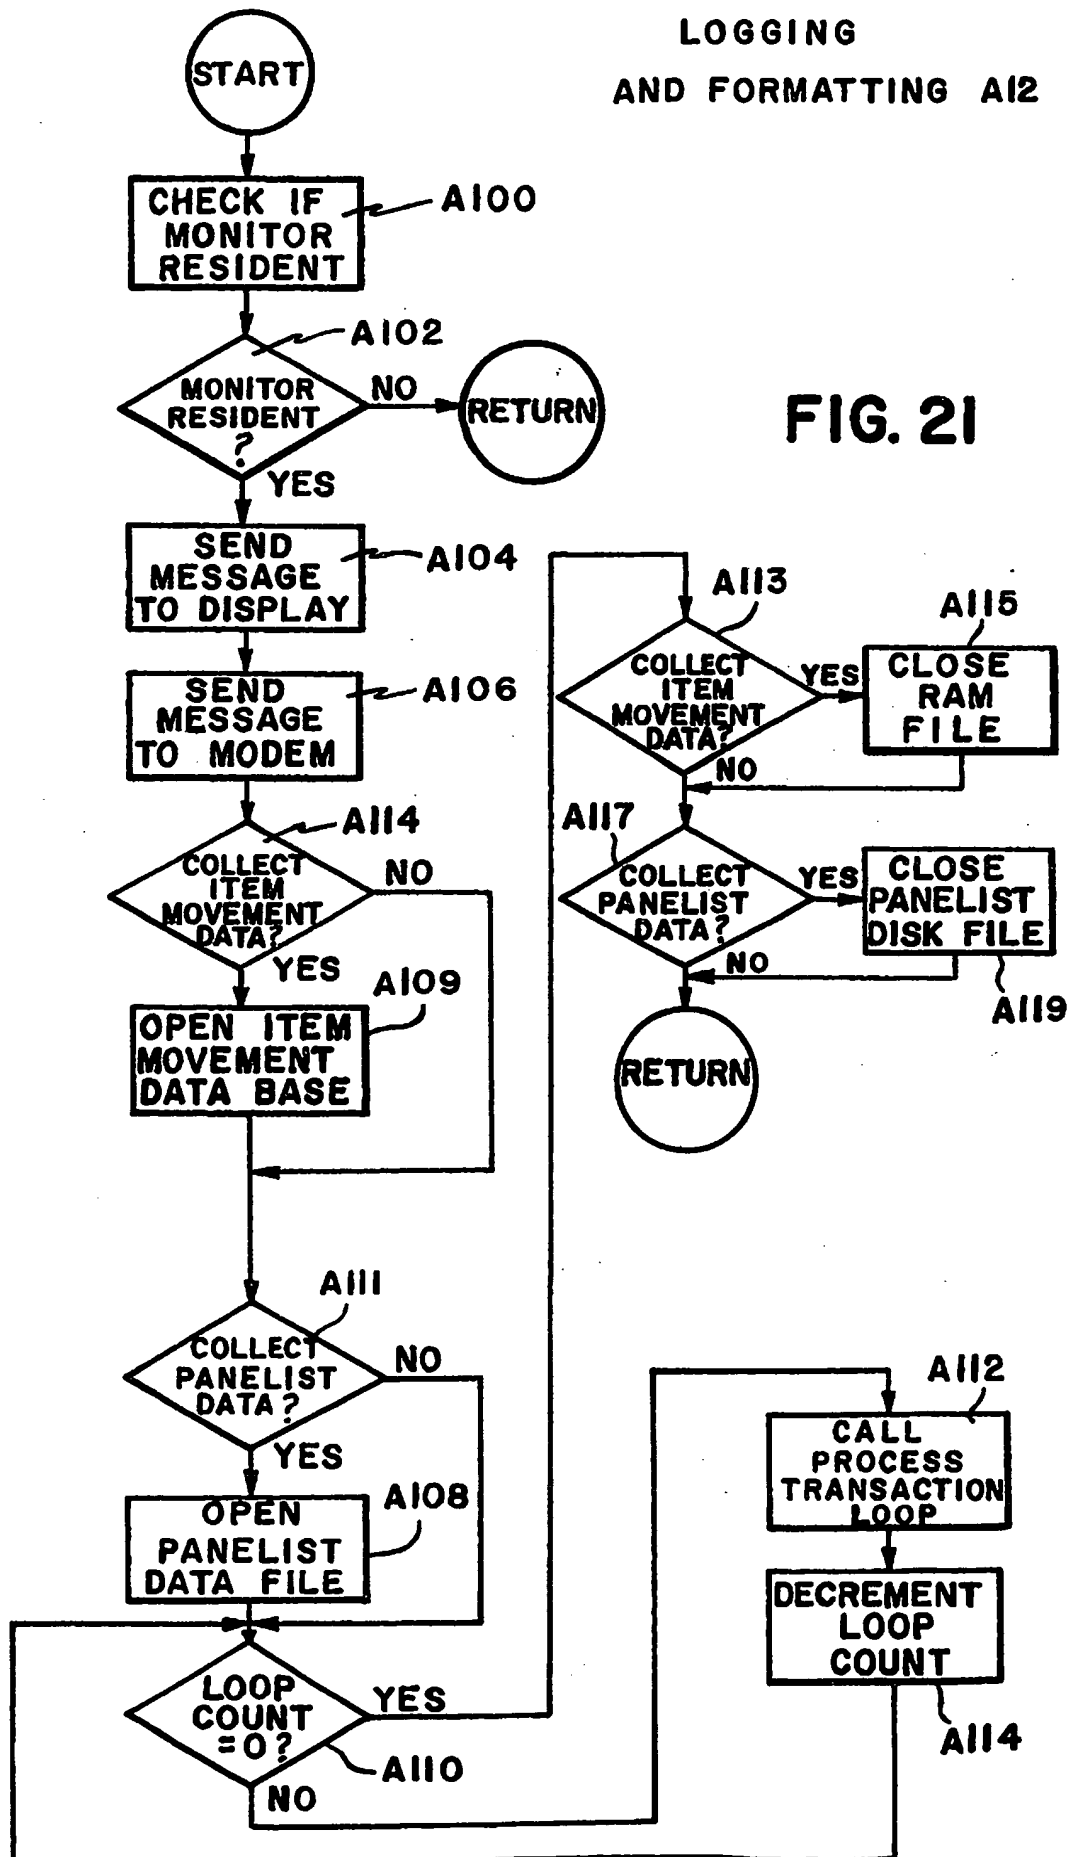 LOGGING
AND FORMATTING A12
START
CHECK IF
MONITOR
RESIDENT
A100
A102
MONITOR
RESIDENT
?
NO
RETURN
YES
FIG. 21
SEND
MESSAGE
TO DISPLAY
A104
SEND
MESSAGE
TO MODEM
A106
A114
COLLECT
ITEM
MOVEMENT
DATA?
NO
YES
A109
OPEN ITEM
MOVEMENT
DATA BASE
A111
COLLECT
PANELIST
DATA?
NO
YES
A108
OPEN
PANELIST
DATA FILE
LOOP
COUNT
=0?
YES
A110
NO
A113
COLLECT
ITEM
MOVEMENT
DATA?
YES
A115
CLOSE
RAM
FILE
NO
A117
COLLECT
PANELIST
DATA?
YES
CLOSE
PANELIST
DISK FILE
A119
NO
RETURN
A112
CALL
PROCESS
TRANSACTION
LOOP
DECREMENT
LOOP
COUNT
A114